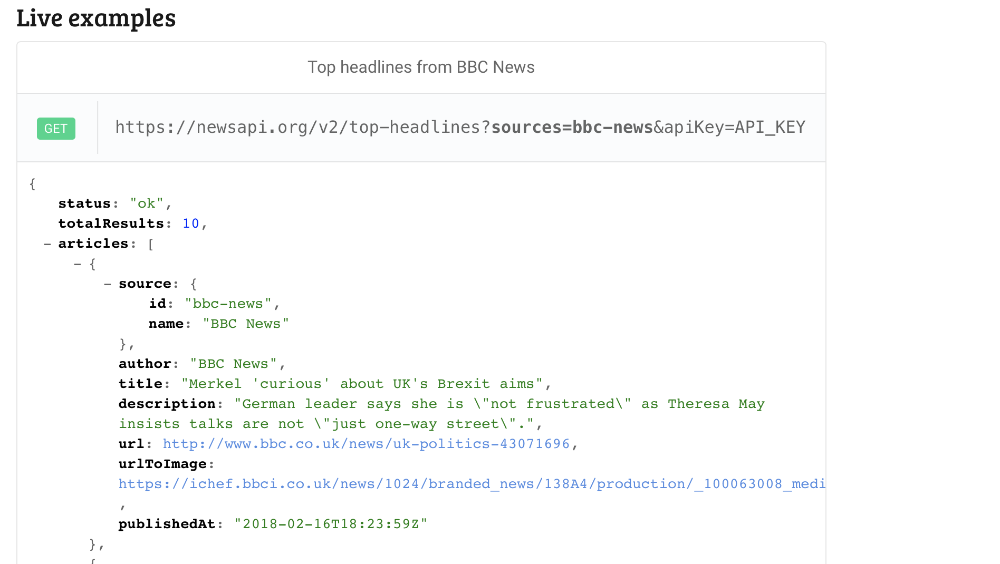 Live examples
Top headlines from BBC News
GET https://newsapi.org/v2/top-headlines?sources=bbc-news&apiKey=API_KEY
{
status: "ok",
totalResults: 10,
– articles: [
– {
– source: {
id: "bbc-news",
name: "BBC News"
},
author: "BBC News",
title: "Merkel 'curious' about UK's Brexit aims",
description: "German leader says she is \"not frustrated\" as Theresa May
insists talks are not \"just one-way street\".",
url: http://www.bbc.co.uk/news/uk-politics-43071696,
urlToImage:
https://ichef.bbci.co.uk/news/1024/branded_news/138A4/production/_100063008_medi
,
publishedAt: "2018-02-16T18:23:59Z"
},
{